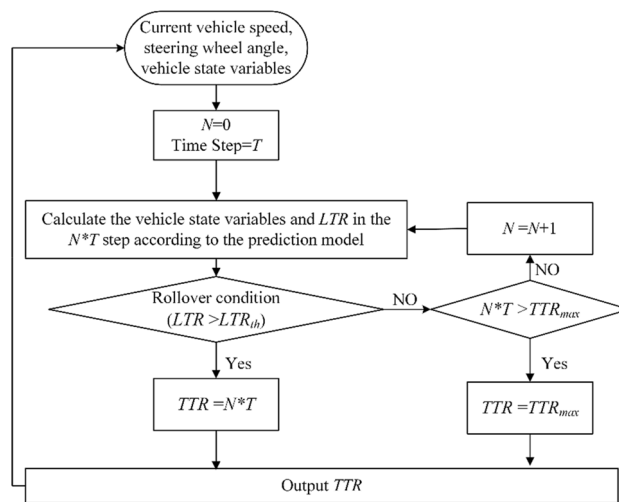 Current vehicle speed,
steering wheel angle,
vehicle state variables
N=0
Time Step=T
Calculate the vehicle state variables and LTR in the
N*T step according to the prediction model
N =N+1
NO
Rollover condition
(LTR >LTRth)
NO
N*T >TTRmax
Yes
Yes
TTR =N*T
TTR =TTRmax
Output TTR